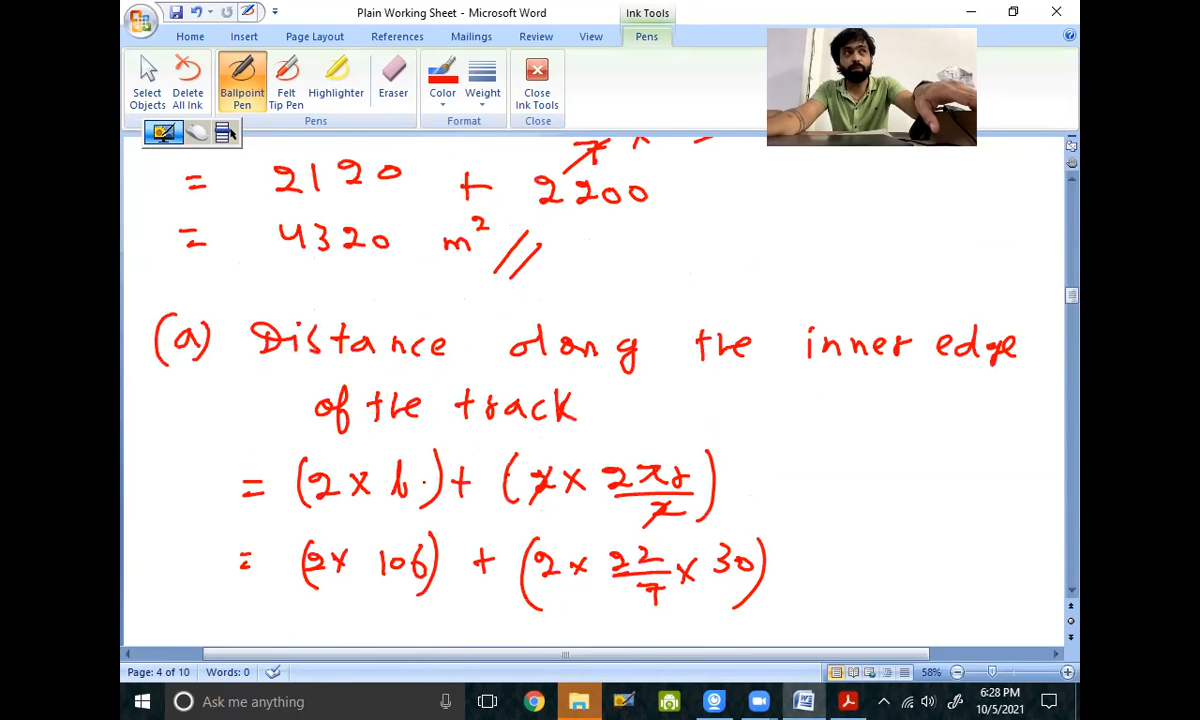 Plain Working Sheet - Microsoft Word
Ink Tools
Home Insert Page Layout References Mailings Review View Pens
Select Objects
Delete All Ink
Ballpoint Pen
Felt Tip Pen
Highlighter
Eraser
Color
Weight
Close Ink Tools
Pens Format Close
= 2120 + 2200
= 4320 m² //
(a) Distance along the inner edge
of the track
= (2 × l) + (2 × 2πr/2)
= (2 × 106) + (2 × 22/7 × 30)
Page: 4 of 10 Words: 0 58%
Ask me anything
6:28 PM
10/5/2021